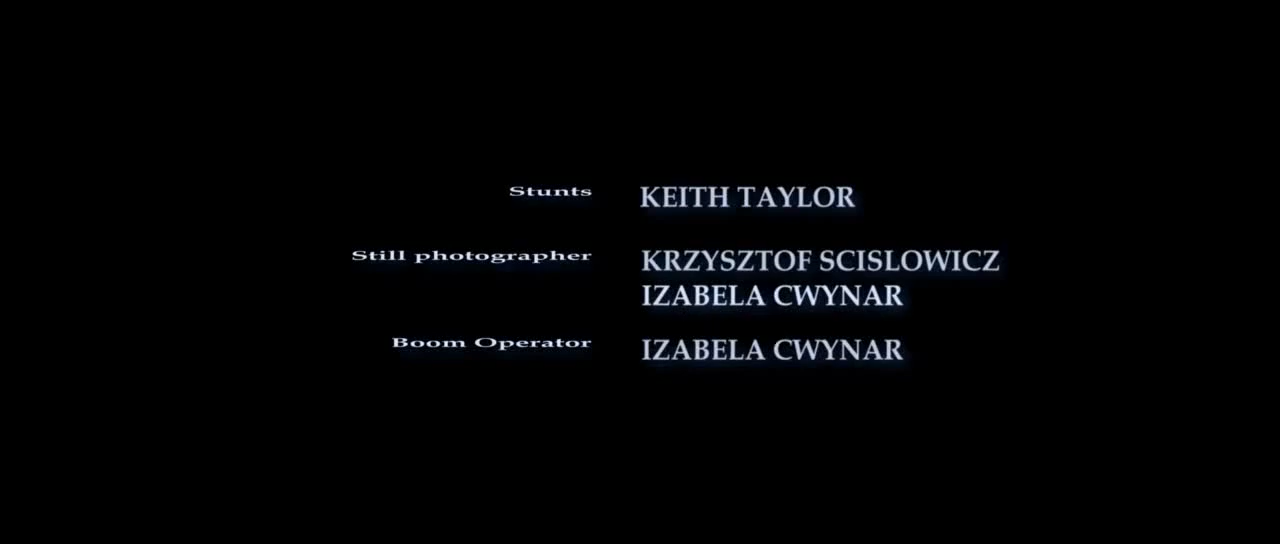 Stunts KEITH TAYLOR
Still photographer KRZYSZTOF SCISLOWICZ
IZABELA CWYNAR
Boom Operator IZABELA CWYNAR